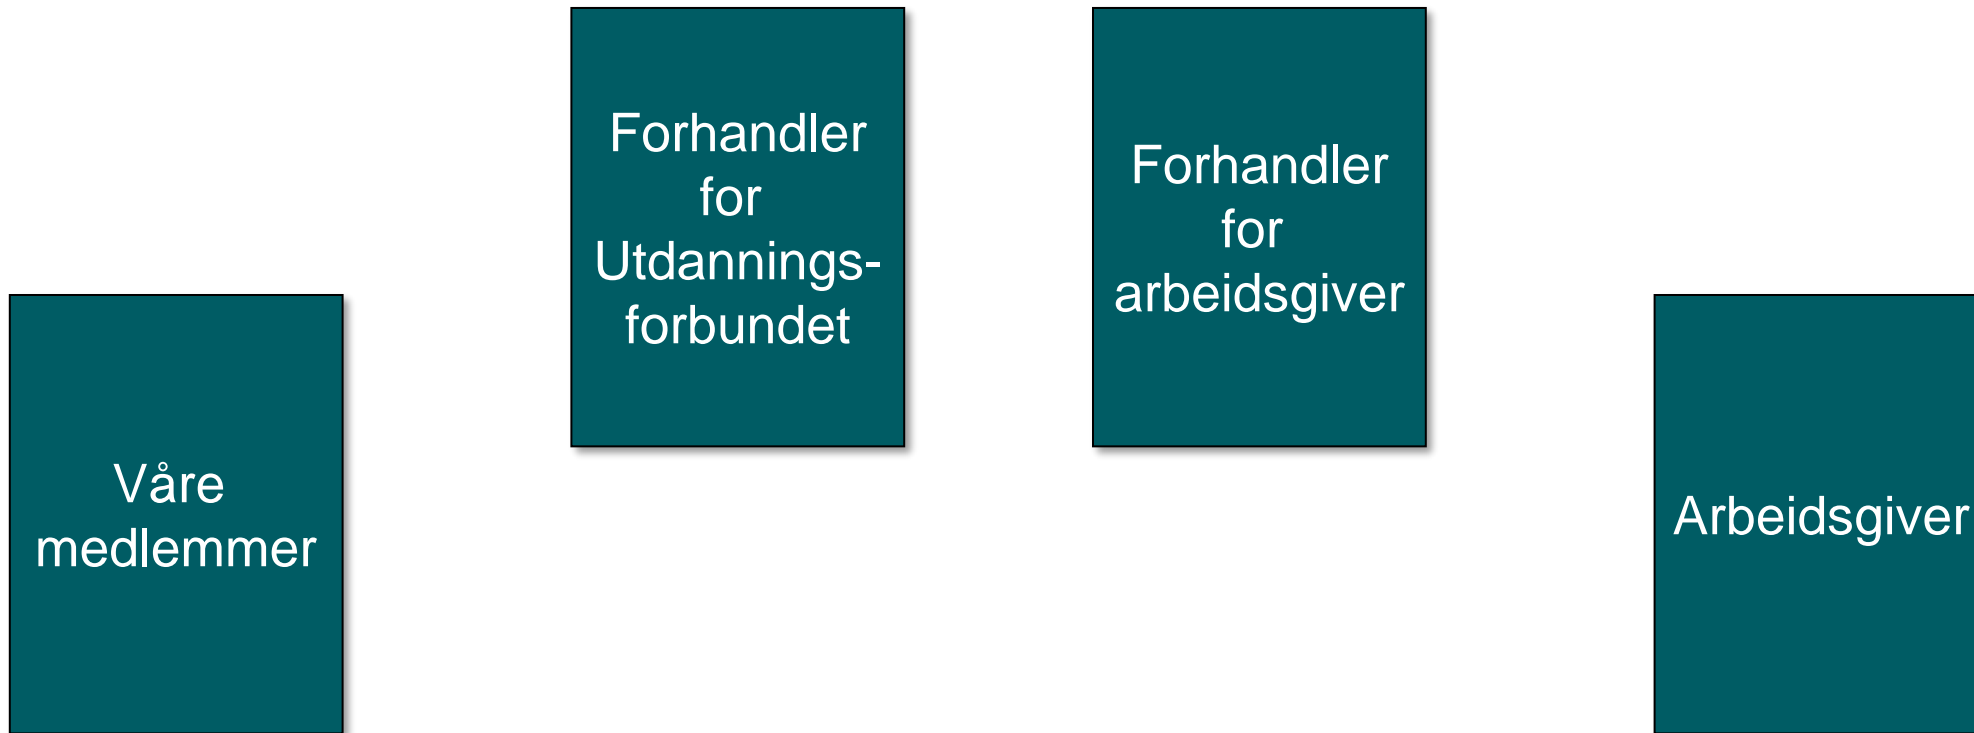 Forhandler
for
Utdannings-
forbundet
Forhandler
for
arbeidsgiver
Våre
medlemmer
Arbeidsgiver